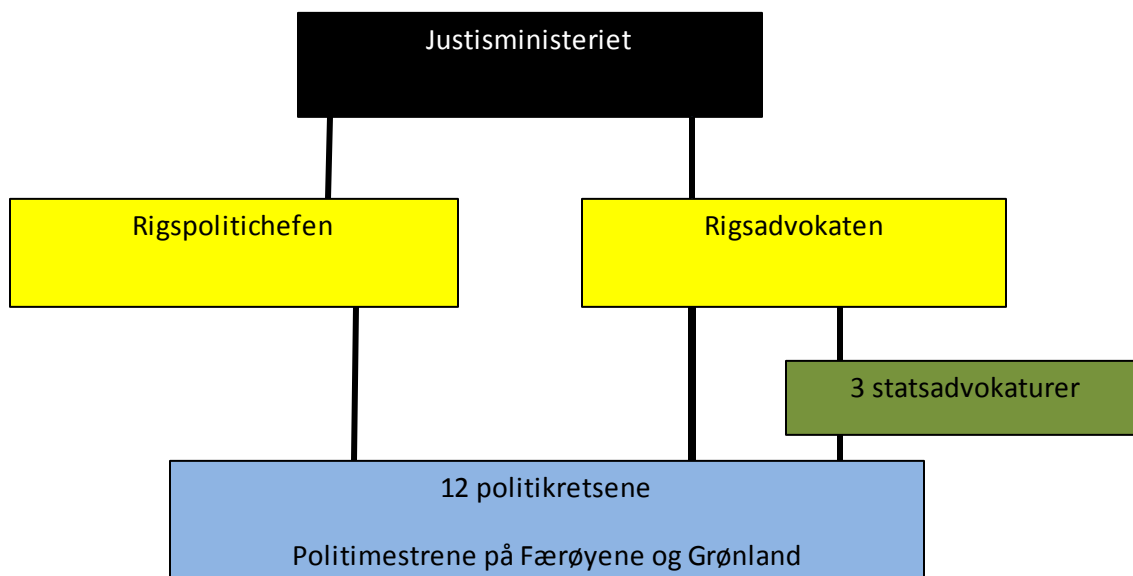 Justisministeriet
Rigspolitichefen
Rigsadvokaten
3 statsadvokaturer
12 politikretsene
Politimestrene på Færøyene og Grønland